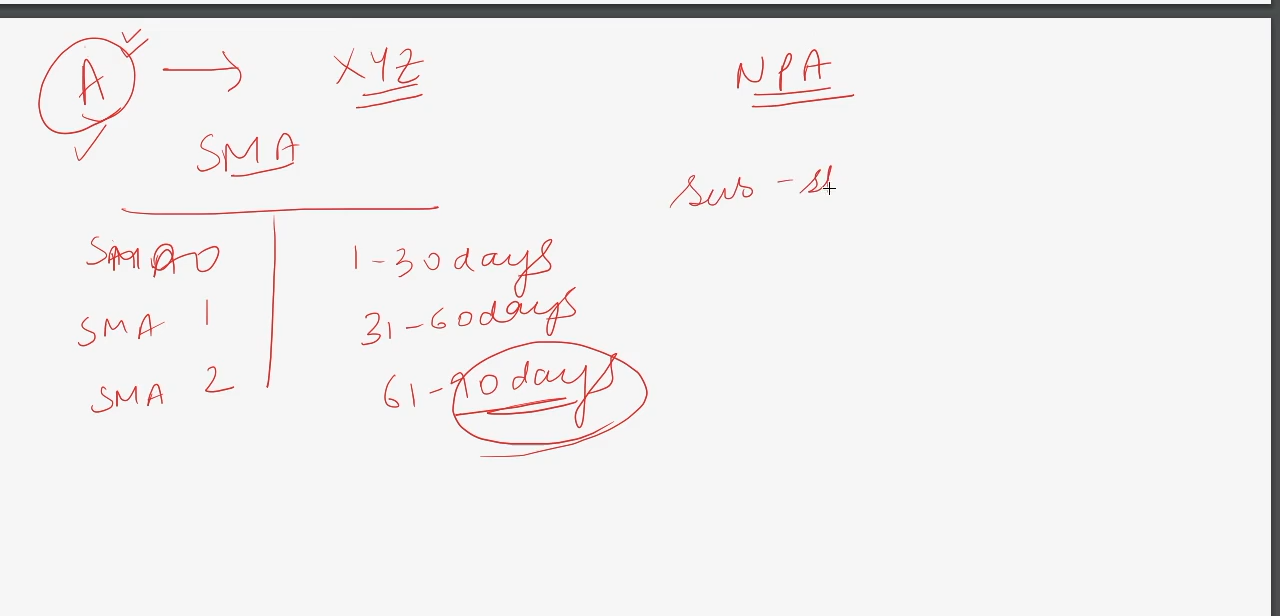 A → XYZ
NPA
SMA
sub - st
SMA 0 1-30 days
SMA 1 31-60 days
SMA 2 61-90 days